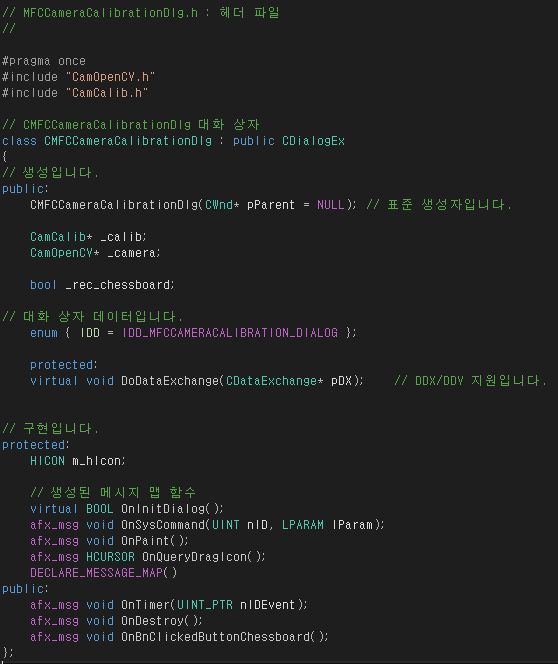 // MFCCameraCalibrationDlg.h : 헤더 파일
//
#pragma once
#include "CamOpenCV.h"
#include "CamCalib.h"
// CMFCCameraCalibrationDlg 대화 상자
class CMFCCameraCalibrationDlg : public CDialogEx
{
// 생성입니다.
public:
    CMFCCameraCalibrationDlg(CWnd* pParent = NULL); // 표준 생성자입니다.
    CamCalib* _calib;
    CamOpenCV* _camera;
    bool _rec_chessboard;
// 대화 상자 데이터입니다.
    enum { IDD = IDD_MFCCAMERACALIBRATION_DIALOG };
    protected:
    virtual void DoDataExchange(CDataExchange* pDX);    // DDX/DDV 지원입니다.
// 구현입니다.
protected:
    HICON m_hIcon;
    // 생성된 메시지 맵 함수
    virtual BOOL OnInitDialog();
    afx_msg void OnSysCommand(UINT nID, LPARAM lParam);
    afx_msg void OnPaint();
    afx_msg HCURSOR OnQueryDragIcon();
    DECLARE_MESSAGE_MAP()
public:
    afx_msg void OnTimer(UINT_PTR nIDEvent);
    afx_msg void OnDestroy();
    afx_msg void OnBnClickedButtonChessboard();
};